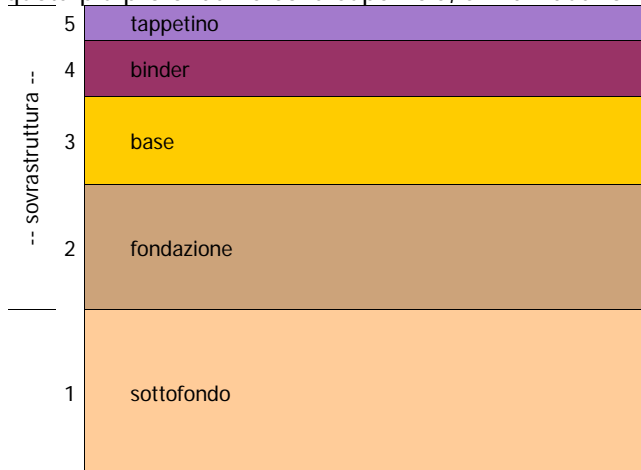 5 tappetino
4 binder
-- sovrastruttura --
3 base
2 fondazione
1 sottofondo